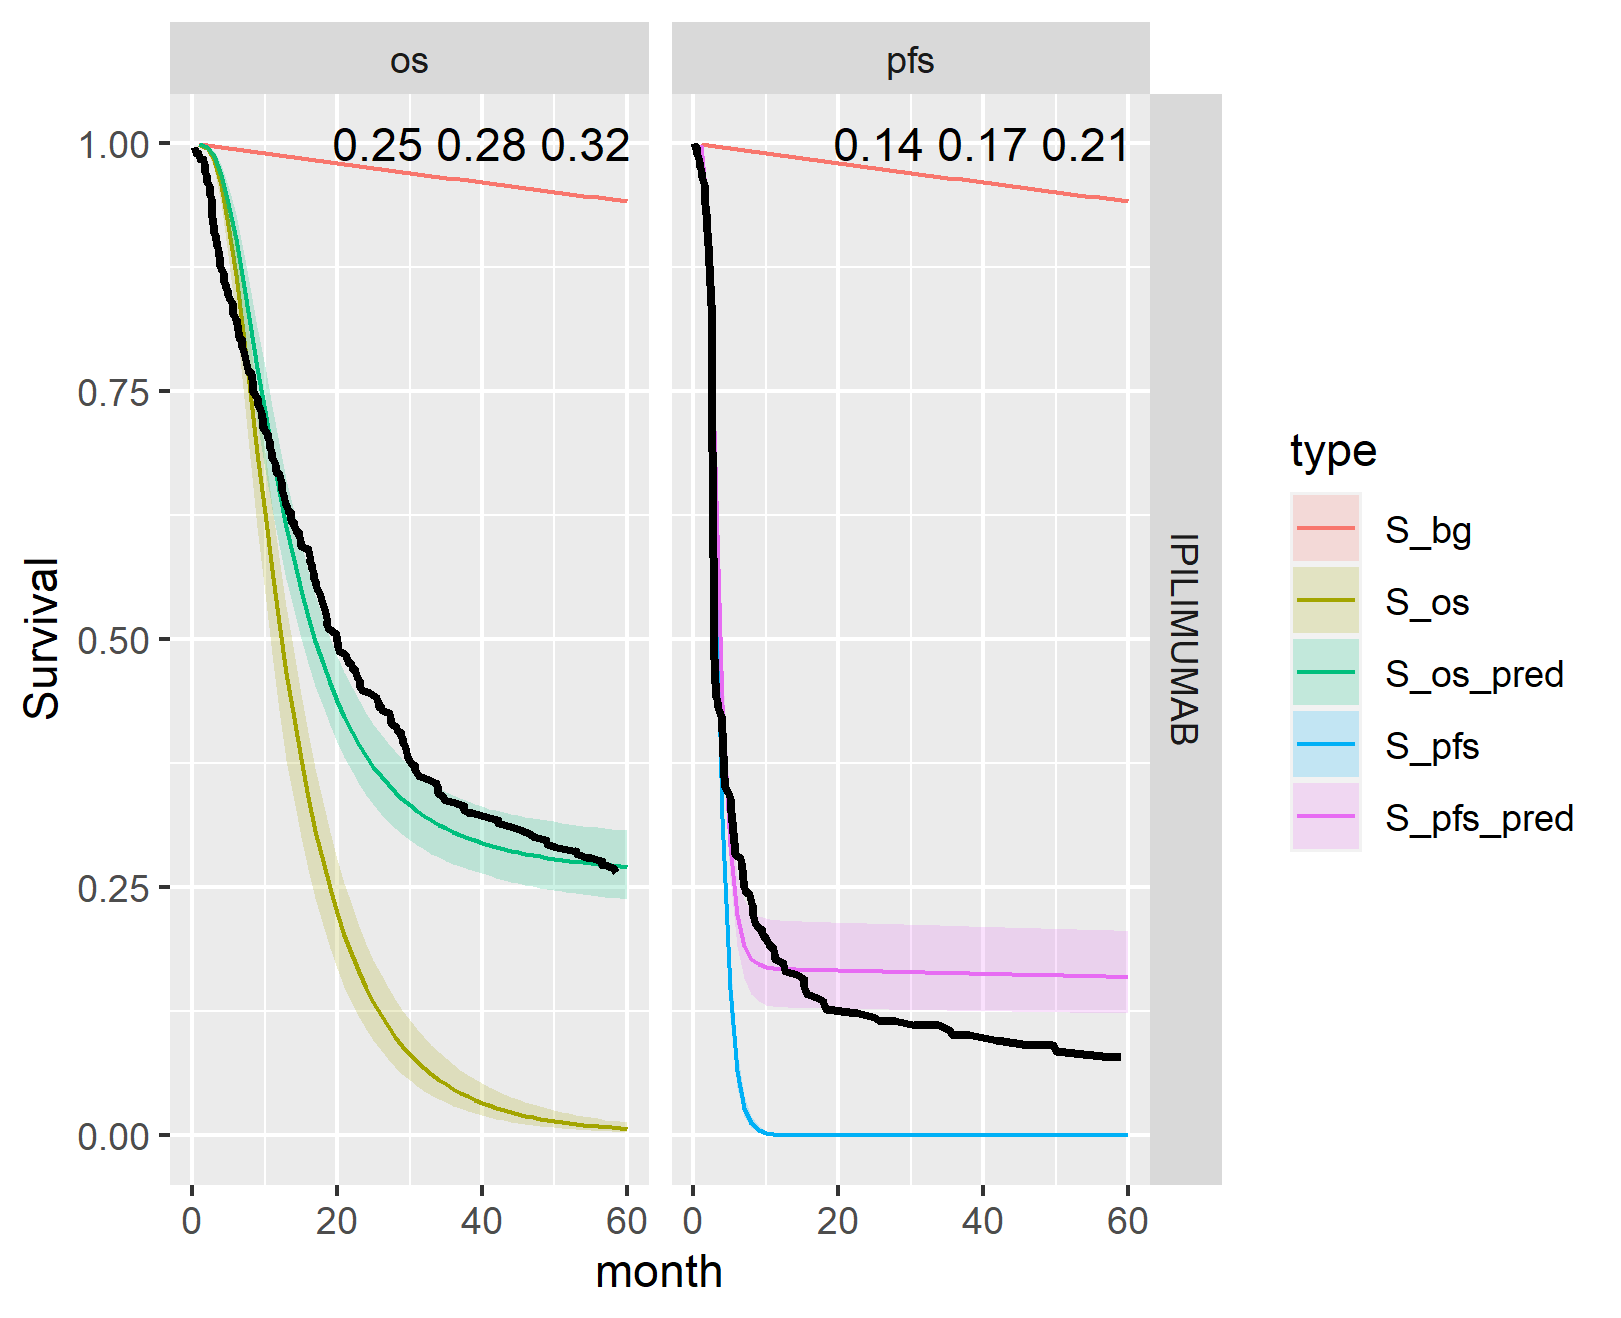 os
pfs
1.00
0.75
0.50
0.25
0.00
0.25 0.28 0.32
0.14 0.17 0.21
IPILIMUMAB
Survival
0 20 40 60
0 20 40 60
month
type
S_bg
S_os
S_os_pred
S_pfs
S_pfs_pred